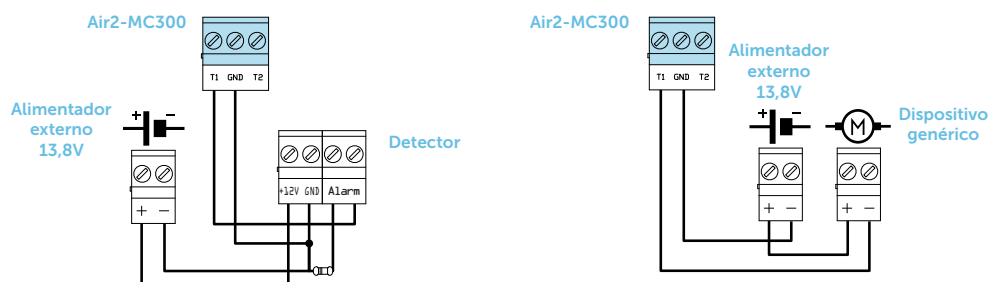 Air2-MC300
T1 GND T2
Alimentador
externo
13,8V
+ -
+ -
+12V GND Alarm
Detector
Air2-MC300
T1 GND T2
Alimentador
externo
13,8V
+ -
M
Dispositivo
genérico
+ -
+ -